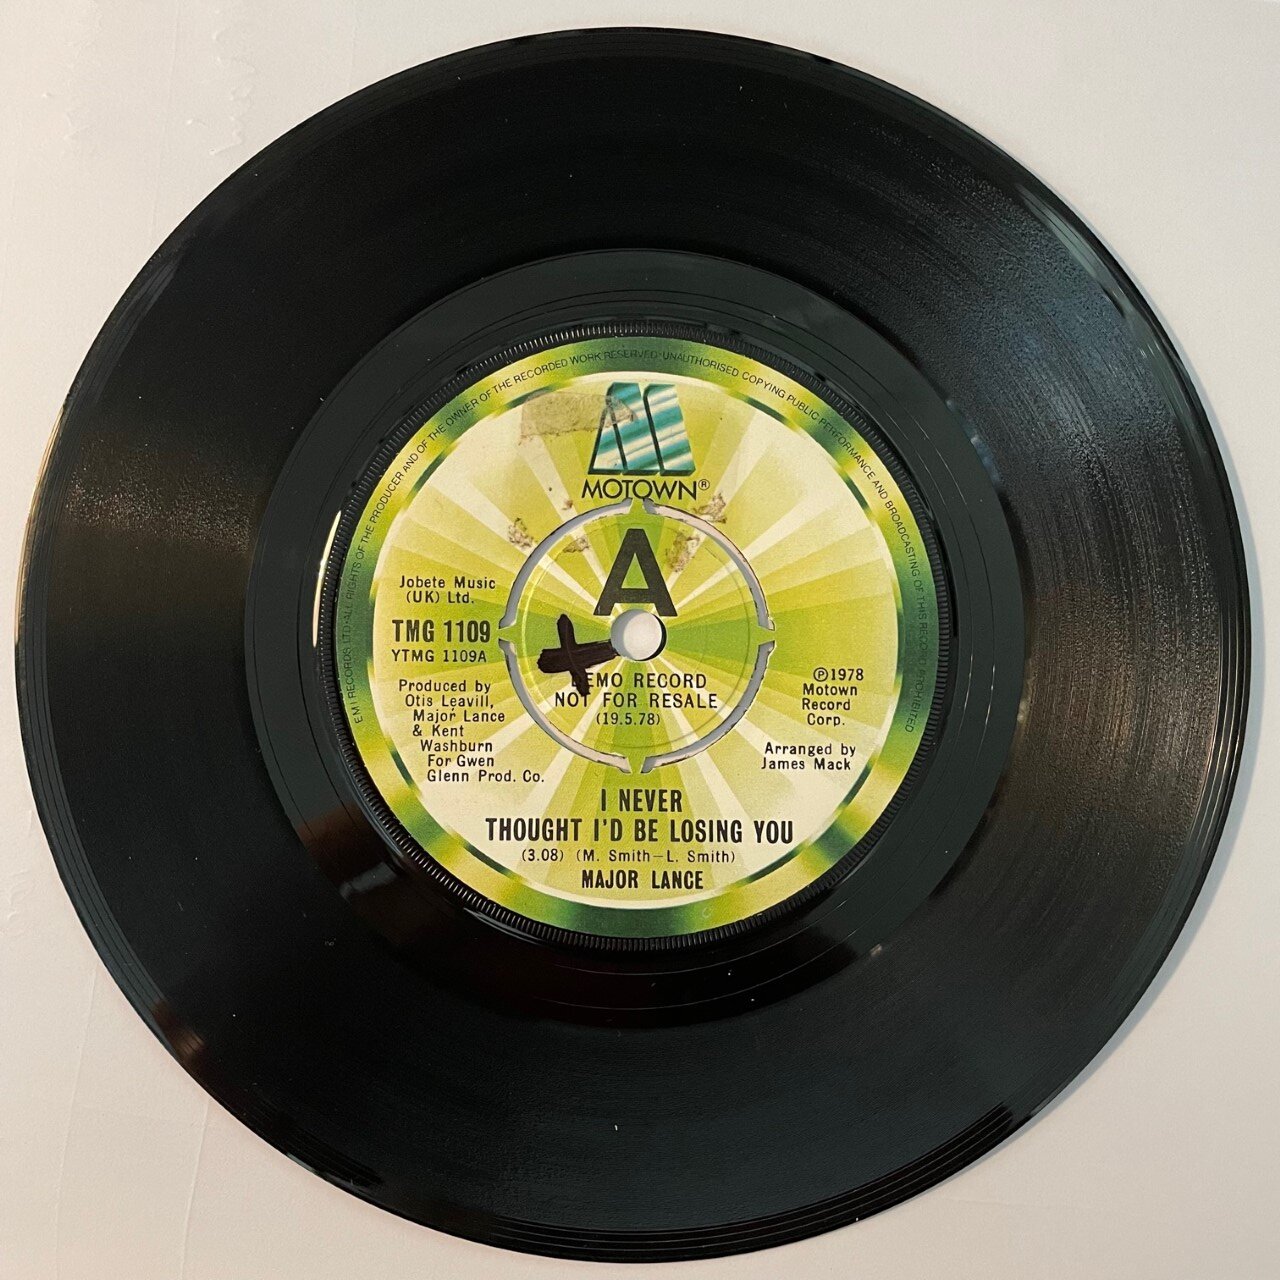 EMI RECORDS LTD·ALL RIGHTS OF THE PRODUCER AND OF THE OWNER OF THE RECORDED WORK RESERVED·UNAUTHORISED COPYING PUBLIC PERFORMANCE AND BROADCASTING OF THIS RECORD PROHIBITED
MOTOWN®
A
Jobete Music
(UK) Ltd.
TMG 1109
YTMG 1109A
DEMO RECORD
NOT FOR RESALE
(19.5.78)
Produced by
Otis Leavill,
Major Lance
& Kent
Washburn
For Gwen
Glenn Prod. Co.
℗1978
Motown
Record
Corp.
Arranged by
James Mack
I NEVER
THOUGHT I'D BE LOSING YOU
(3.08) (M. Smith–L. Smith)
MAJOR LANCE